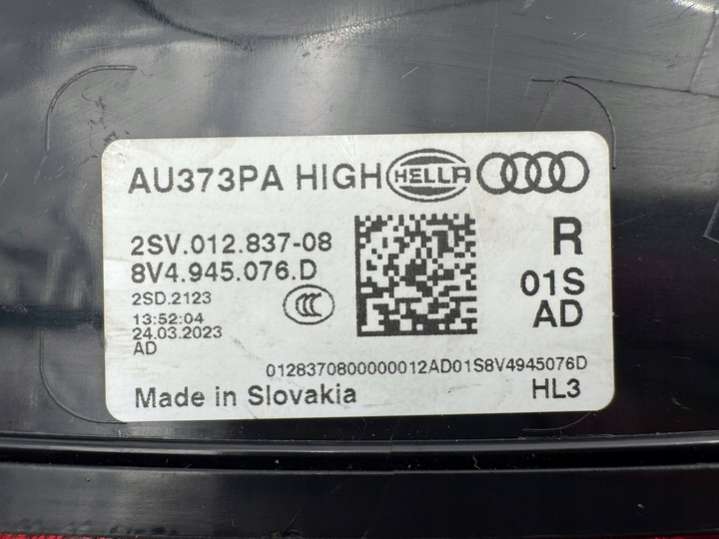 AU373PA HIGH HELLA
2SV.012.837-08
8V4.945.076.D
2SD.2123
13:52:04
24.03.2023
AD
CCC
R
01S
AD
0128370800000012AD01S8V4945076D
Made in Slovakia
HL3